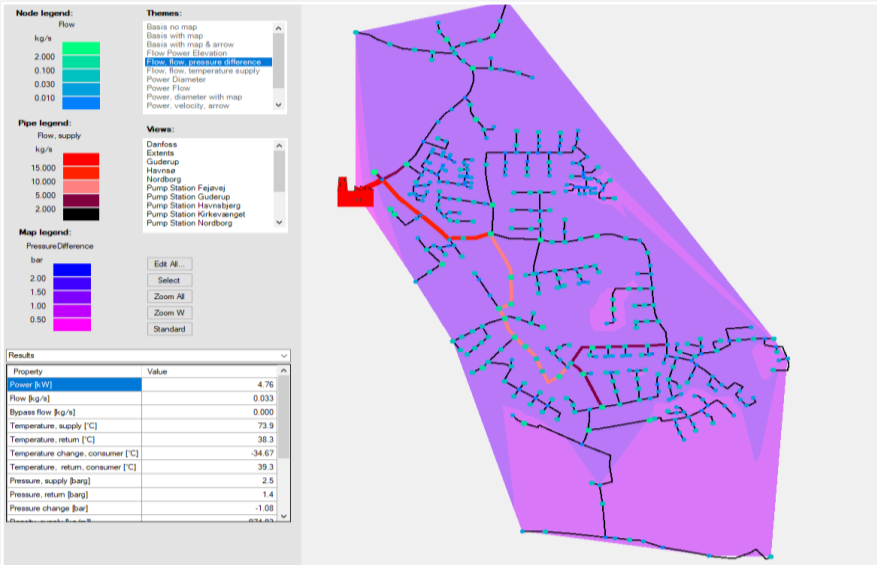 Node legend:
Flow
kg/s
2.000
0.100
0.030
0.010
Pipe legend:
Flow, supply
kg/s
15.000
10.000
5.000
2.000
Map legend:
PressureDifference
bar
2.00
1.50
1.00
0.50
Themes:
Basis no map
Basis with map
Basis with map & arrow
Flow Power Elevation
Flow, flow, pressure difference
Flow, flow, temperature supply
Power Diameter
Power Flow
Power, diameter with map
Power, velocity, arrow
Views:
Danfoss
Extents
Guderup
Havnsø
Nordborg
Pump Station Fejøvej
Pump Station Guderup
Pump Station Havnsbjerg
Pump Station Kirkevænget
Pump Station Nordborg
Edit All...
Select
Zoom All
Zoom W
Standard
Results
Property Value
Power [kW] 4.76
Flow [kg/s] 0.033
Bypass flow [kg/s] 0.000
Temperature, supply [°C] 73.9
Temperature, return [°C] 38.3
Temperature change, consumer [°C] -34.67
Temperature, return, consumer [°C] 39.3
Pressure, supply [barg] 2.5
Pressure, return [barg] 1.4
Pressure change [bar] -1.08